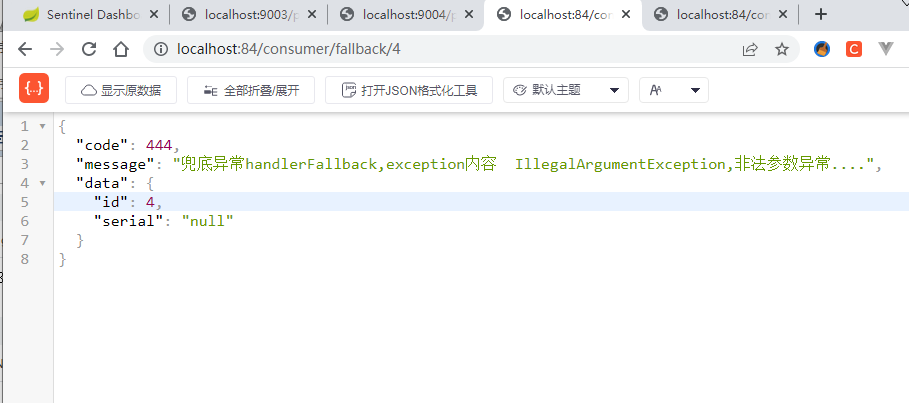 Sentinel Dashbo
localhost:9003/p
localhost:9004/p
localhost:84/con
localhost:84/con
localhost:84/consumer/fallback/4
C
{...} 显示原数据 全部折叠/展开 打开JSON格式化工具 默认主题 AA
1 {
2 "code": 444,
3 "message": "兜底异常handlerFallback,exception内容  IllegalArgumentException,非法参数异常....",
4 "data": {
5 "id": 4,
6 "serial": "null"
7 }
8 }